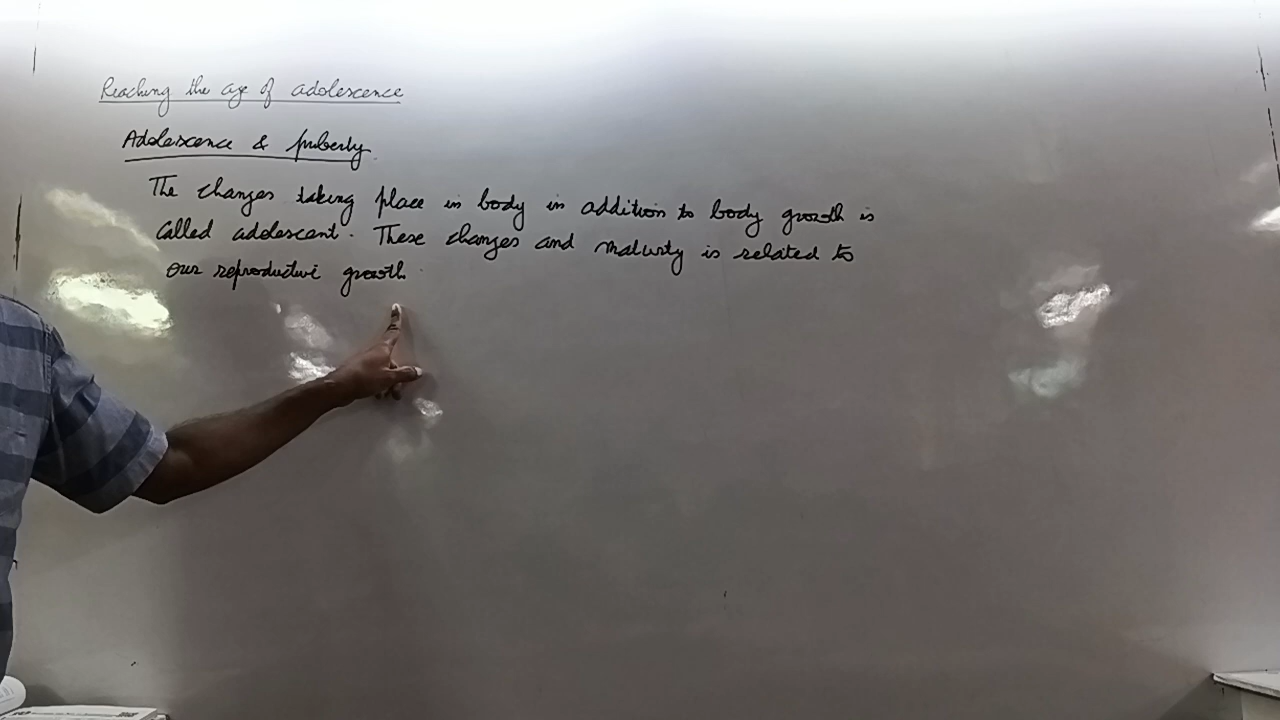 Reaching the age of adolescence
Adolescence & puberty
The changes taking place in body in addition to body growth is
called adolescent. These changes and maturity is related to
our reproductive growth.